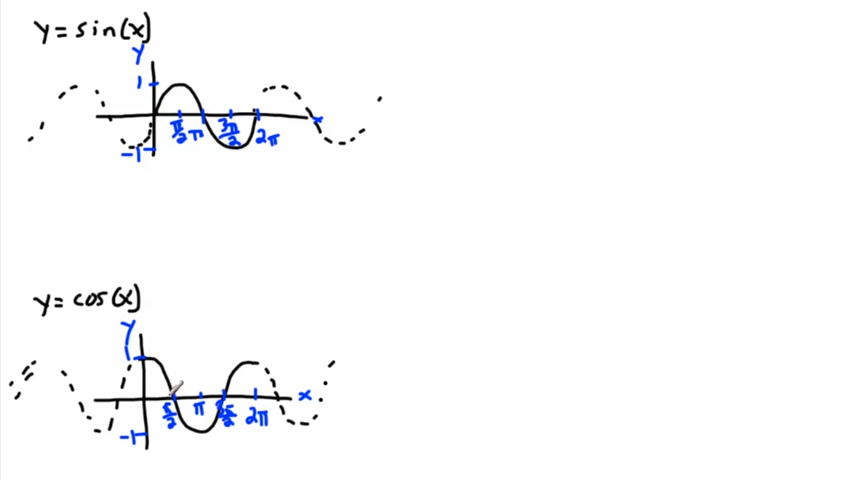 y = sin(x)
y
1
π/2 π 3π/2 2π x
-1
y = cos(x)
y
1
x
π/2 π 3π/2 2π
-1